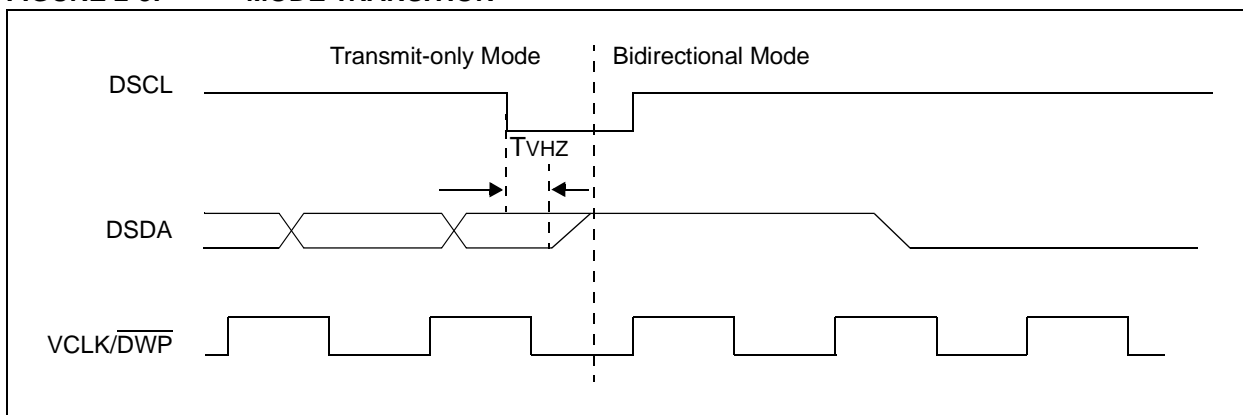 Transmit-only Mode
Bidirectional Mode
DSCL
TVHZ
DSDA
VCLK/DWP